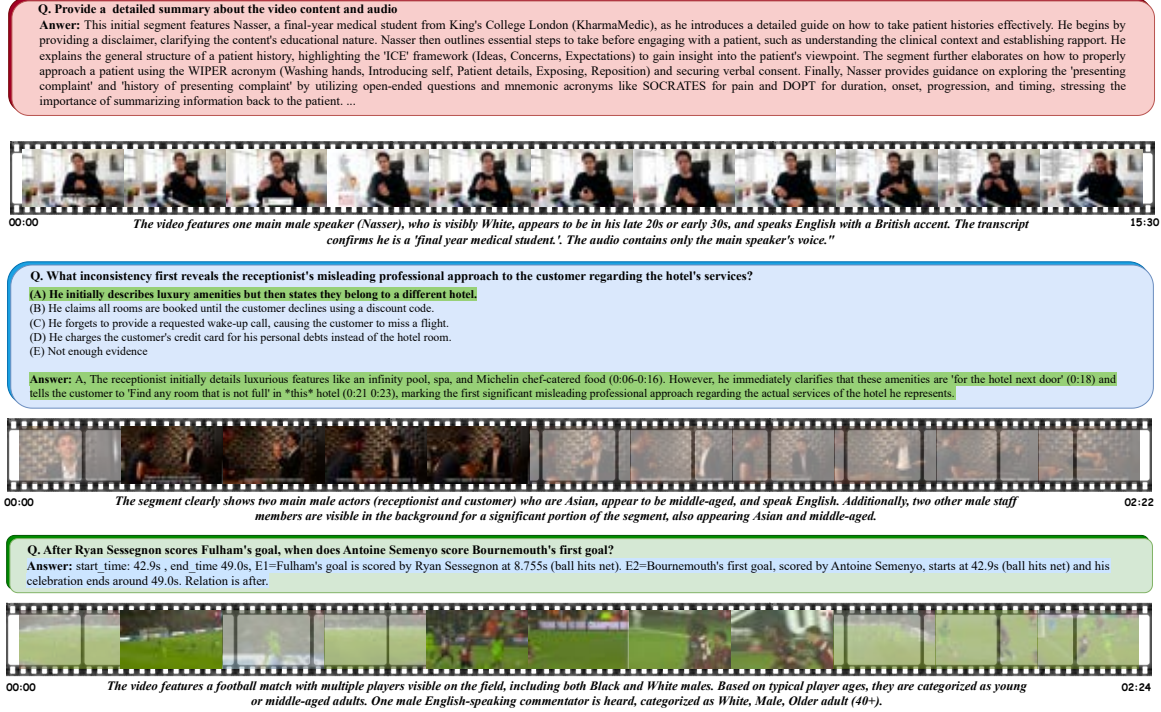 Q. Provide a detailed summary about the video content and audio
Anwer: This initial segment features Nasser, a final-year medical student from King's College London (KharmaMedic), as he introduces a detailed guide on how to take patient histories effectively. He begins by
providing a disclaimer, clarifying the content's educational nature. Nasser then outlines essential steps to take before engaging with a patient, such as understanding the clinical context and establishing rapport. He
explains the general structure of a patient history, highlighting the 'ICE' framework (Ideas, Concerns, Expectations) to gain insight into the patient's viewpoint. The segment further elaborates on how to properly
approach a patient using the WIPER acronym (Washing hands, Introducing self, Patient details, Exposing, Reposition) and securing verbal consent. Finally, Nasser provides guidance on exploring the 'presenting
complaint' and 'history of presenting complaint' by utilizing open-ended questions and mnemonic acronyms like SOCRATES for pain and DOPT for duration, onset, progression, and timing, stressing the
importance of summarizing information back to the patient. ...
00:00
15:30
The video features one main male speaker (Nasser), who is visibly White, appears to be in his late 20s or early 30s, and speaks English with a British accent. The transcript
confirms he is a 'final year medical student.'. The audio contains only the main speaker's voice."
Q. What inconsistency first reveals the receptionist's misleading professional approach to the customer regarding the hotel's services?
(A) He initially describes luxury amenities but then states they belong to a different hotel.
(B) He claims all rooms are booked until the customer declines using a discount code.
(C) He forgets to provide a requested wake-up call, causing the customer to miss a flight.
(D) He charges the customer's credit card for his personal debts instead of the hotel room.
(E) Not enough evidence
Answer: A, The receptionist initially details luxurious features like an infinity pool, spa, and Michelin chef-catered food (0:06-0:16). However, he immediately clarifies that these amenities are 'for the hotel next door' (0:18) and
tells the customer to 'Find any room that is not full' in *this* hotel (0:21 0:23), marking the first significant misleading professional approach regarding the actual services of the hotel he represents.
00:00
02:22
The segment clearly shows two main male actors (receptionist and customer) who are Asian, appear to be middle-aged, and speak English. Additionally, two other male staff
members are visible in the background for a significant portion of the segment, also appearing Asian and middle-aged.
Q. After Ryan Sessegnon scores Fulham's goal, when does Antoine Semenyo score Bournemouth's first goal?
Answer: start_time: 42.9s , end_time 49.0s, E1=Fulham's goal is scored by Ryan Sessegnon at 8.755s (ball hits net). E2=Bournemouth's first goal, scored by Antoine Semenyo, starts at 42.9s (ball hits net) and his
celebration ends around 49.0s. Relation is after.
00:00
02:24
The video features a football match with multiple players visible on the field, including both Black and White males. Based on typical player ages, they are categorized as young
or middle-aged adults. One male English-speaking commentator is heard, categorized as White, Male, Older adult (40+).